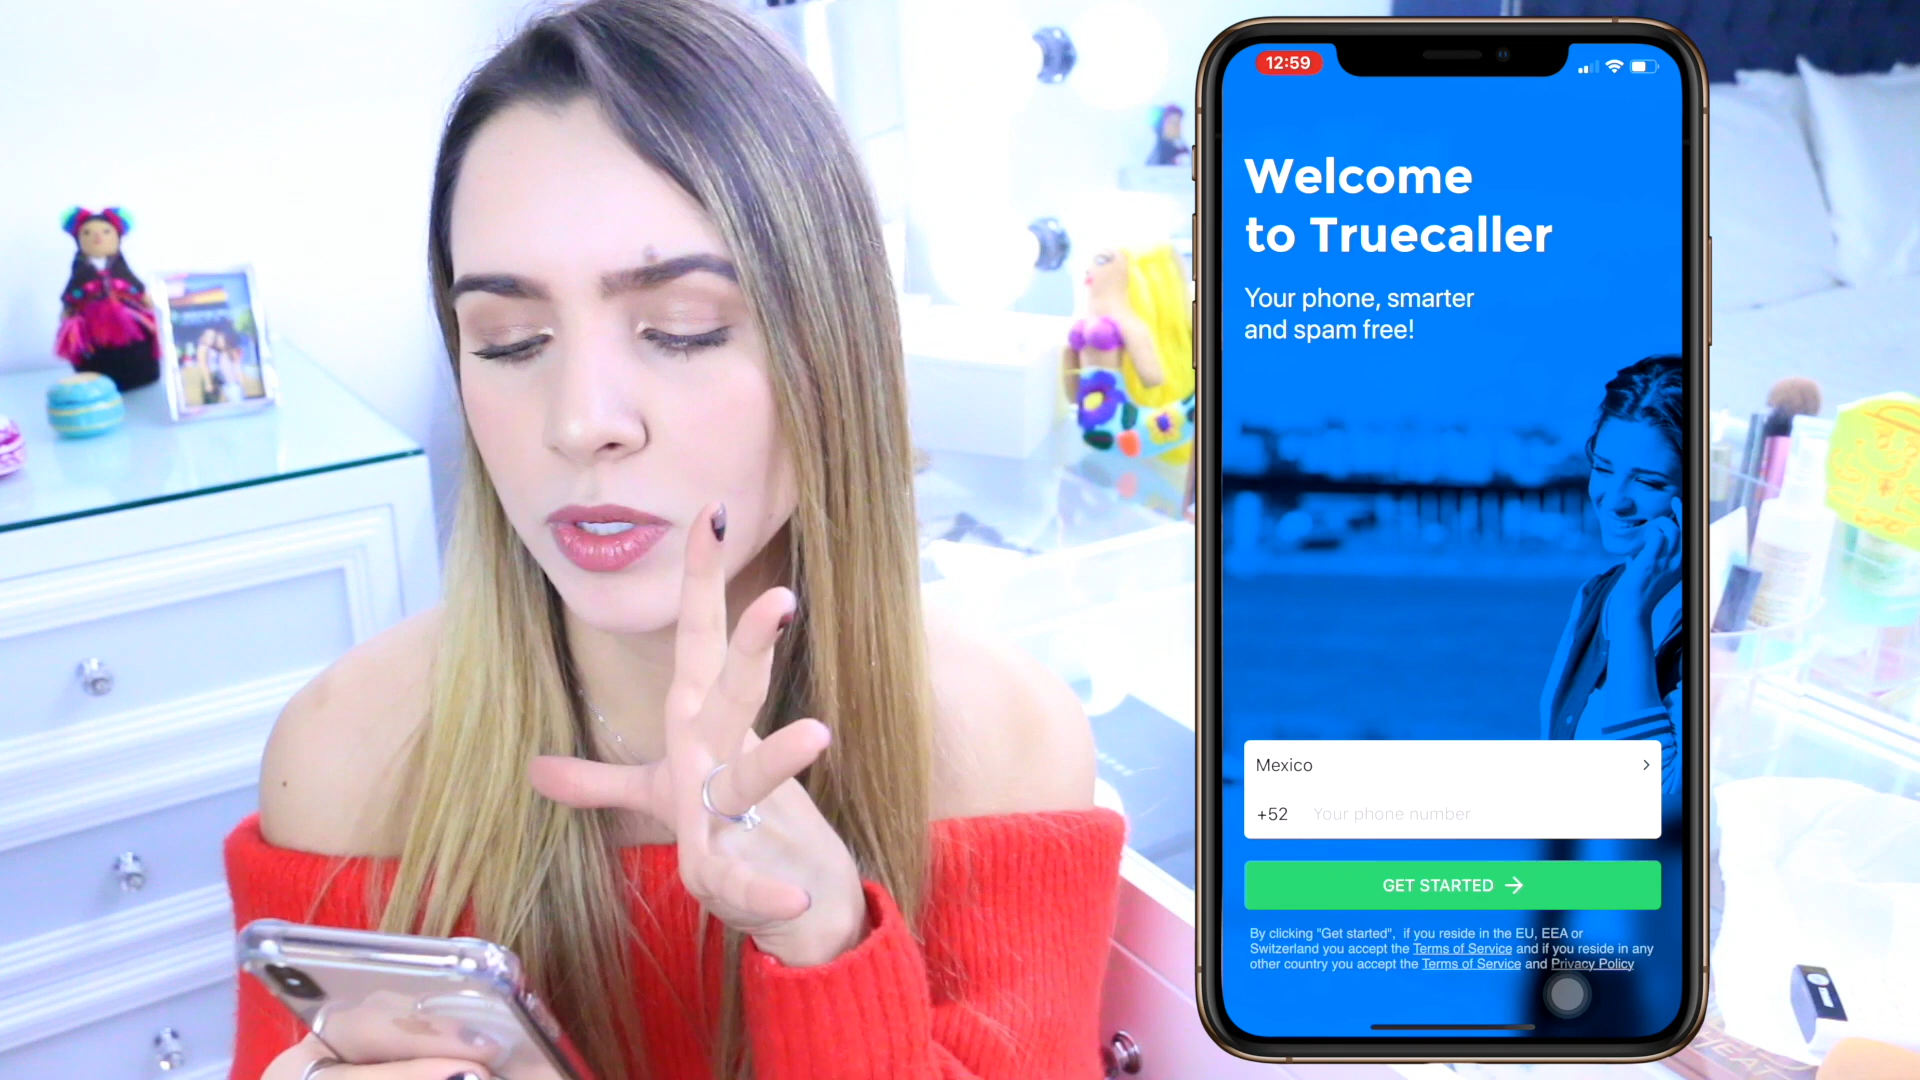 12:59
Welcome
to Truecaller
Your phone, smarter
and spam free!
Mexico
+52 Your phone number
GET STARTED
By clicking "Get started", if you reside in the EU, EEA or
Switzerland you accept the Terms of Service and if you reside in any
other country you accept the Terms of Service and Privacy Policy
HEAT